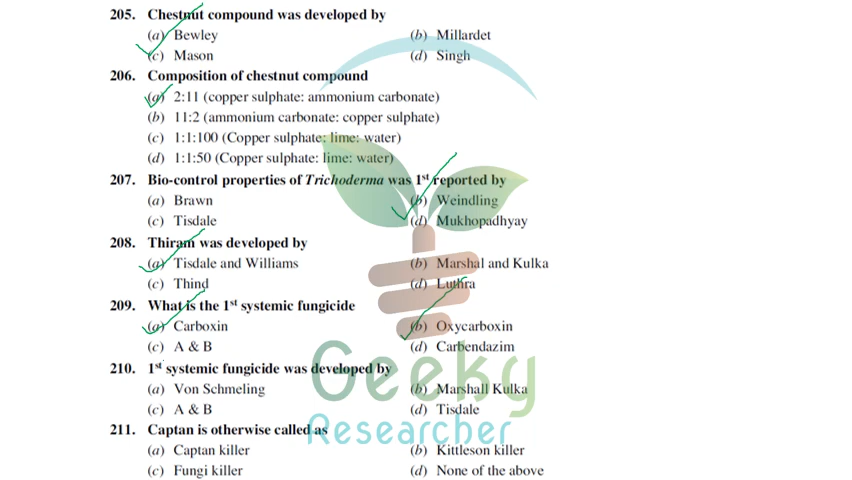 205. Chestnut compound was developed by
(a) Bewley (b) Millardet
(c) Mason (d) Singh
206. Composition of chestnut compound
(a) 2:11 (copper sulphate: ammonium carbonate)
(b) 11:2 (ammonium carbonate: copper sulphate)
(c) 1:1:100 (Copper sulphate: lime: water)
(d) 1:1:50 (Copper sulphate: lime: water)
207. Bio-control properties of Trichoderma was 1st reported by
(a) Brawn (b) Weindling
(c) Tisdale (d) Mukhopadhyay
208. Thiram was developed by
(a) Tisdale and Williams (b) Marshal and Kulka
(c) Thind (d) Luthra
209. What is the 1st systemic fungicide
(a) Carboxin (b) Oxycarboxin
(c) A & B (d) Carbendazim
210. 1st systemic fungicide was developed by
(a) Von Schmeling (b) Marshall Kulka
(c) A & B (d) Tisdale
211. Captan is otherwise called as
(a) Captan killer (b) Kittleson killer
(c) Fungi killer (d) None of the above
Geeky
Researcher